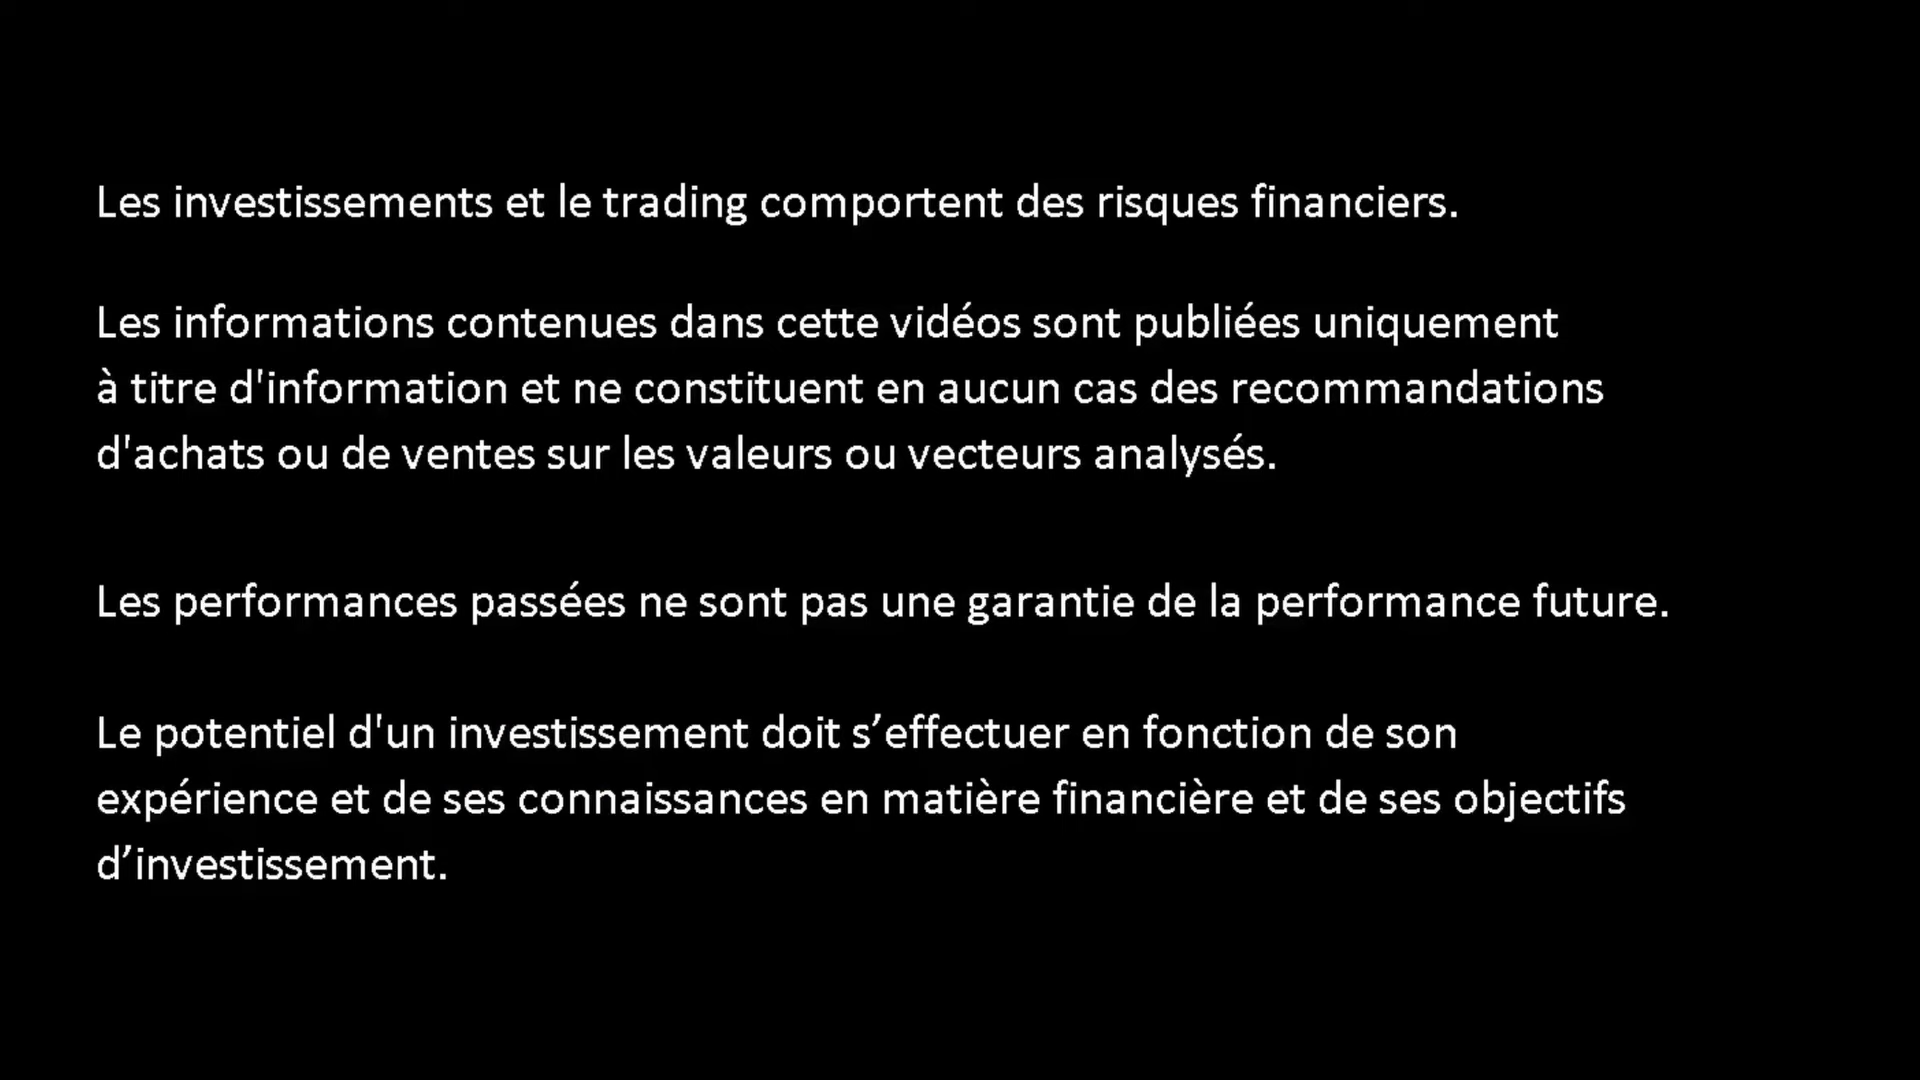 Les investissements et le trading comportent des risques financiers.
Les informations contenues dans cette vidéos sont publiées uniquement
à titre d'information et ne constituent en aucun cas des recommandations
d'achats ou de ventes sur les valeurs ou vecteurs analysés.
Les performances passées ne sont pas une garantie de la performance future.
Le potentiel d'un investissement doit s’effectuer en fonction de son
expérience et de ses connaissances en matière financière et de ses objectifs
d’investissement.